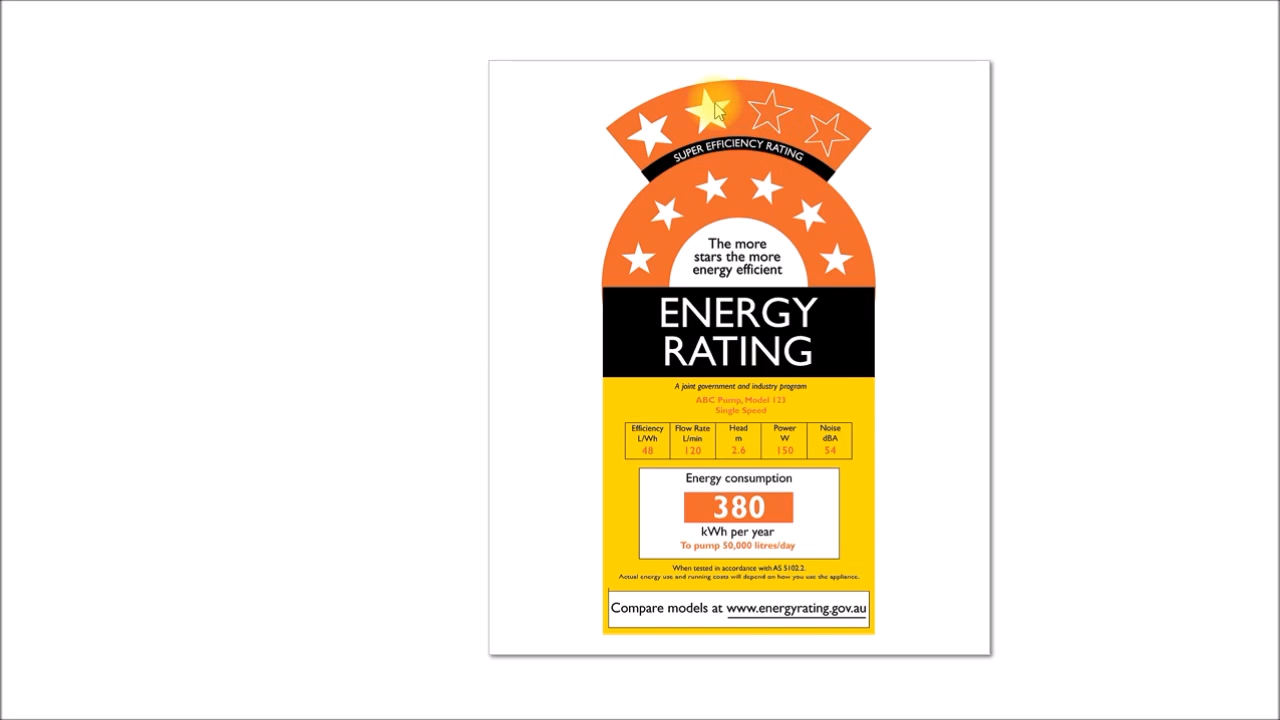 SUPER EFFICIENCY RATING
The more
stars the more
energy efficient
ENERGY
RATING
A joint government and industry program
ABC Pump, Model 123
Single Speed
Efficiency Flow Rate Head Power Noise
L/Wh L/min m W dBA
48 120 2.6 150 54
Energy consumption
380
kWh per year
To pump 50,000 litres/day
When tested in accordance with AS 5102.2.
Actual energy use and running costs will depend on how you use the appliance.
Compare models at www.energyrating.gov.au